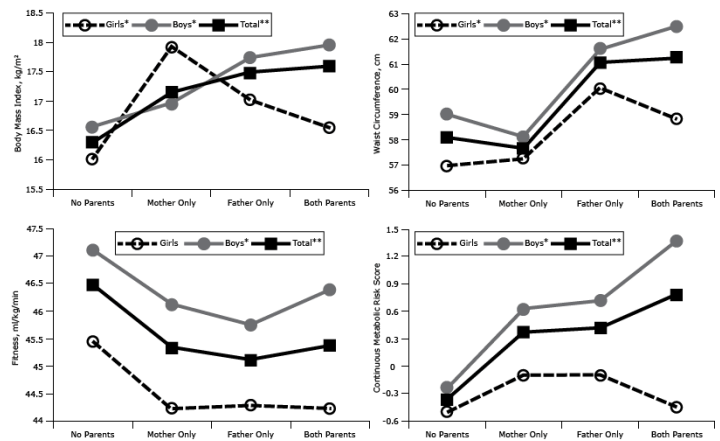 Girls* Boys* Total**
Body Mass Index, kg/m²
18.5
18
17.5
17
16.5
16
15.5
No Parents Mother Only Father Only Both Parents
Girls* Boys* Total**
Waist Circumference, cm
63
62
61
60
59
58
57
56
No Parents Mother Only Father Only Both Parents
Girls Boys* Total**
Fitness, ml/kg/min
47.5
47
46.5
46
45.5
45
44.5
44
No Parents Mother Only Father Only Both Parents
Girls Boys* Total**
Continuous Metabolic Risk Score
1.5
1.2
0.9
0.6
0.3
0
-0.3
-0.6
No Parents Mother Only Father Only Both Parents